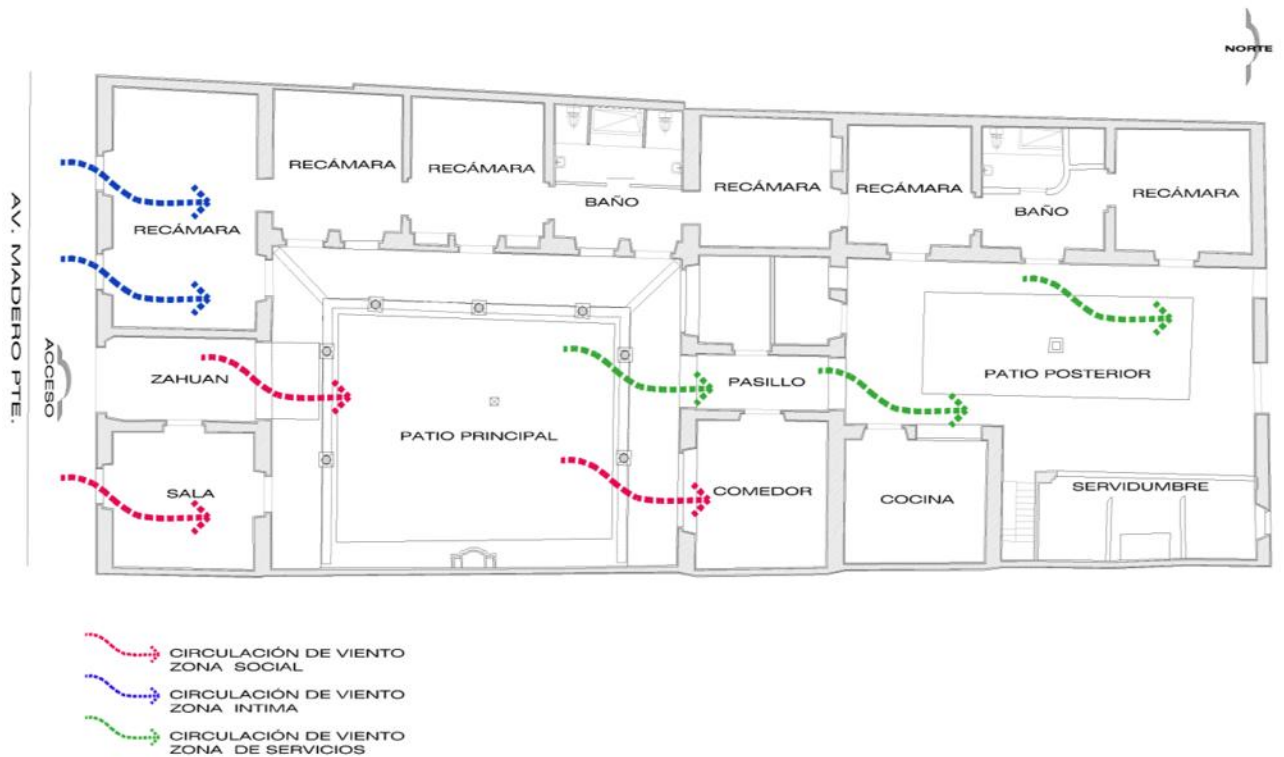 NORTE
AV. MADERO PTE.
ACCESO
RECÁMARA
RECÁMARA
RECÁMARA
BAÑO
RECÁMARA
RECÁMARA
BAÑO
RECÁMARA
ZAHUAN
SALA
PATIO PRINCIPAL
PASILLO
COMEDOR
COCINA
PATIO POSTERIOR
SERVIDUMBRE
CIRCULACIÓN DE VIENTO
ZONA SOCIAL
CIRCULACIÓN DE VIENTO
ZONA INTIMA
CIRCULACIÓN DE VIENTO
ZONA DE SERVICIOS